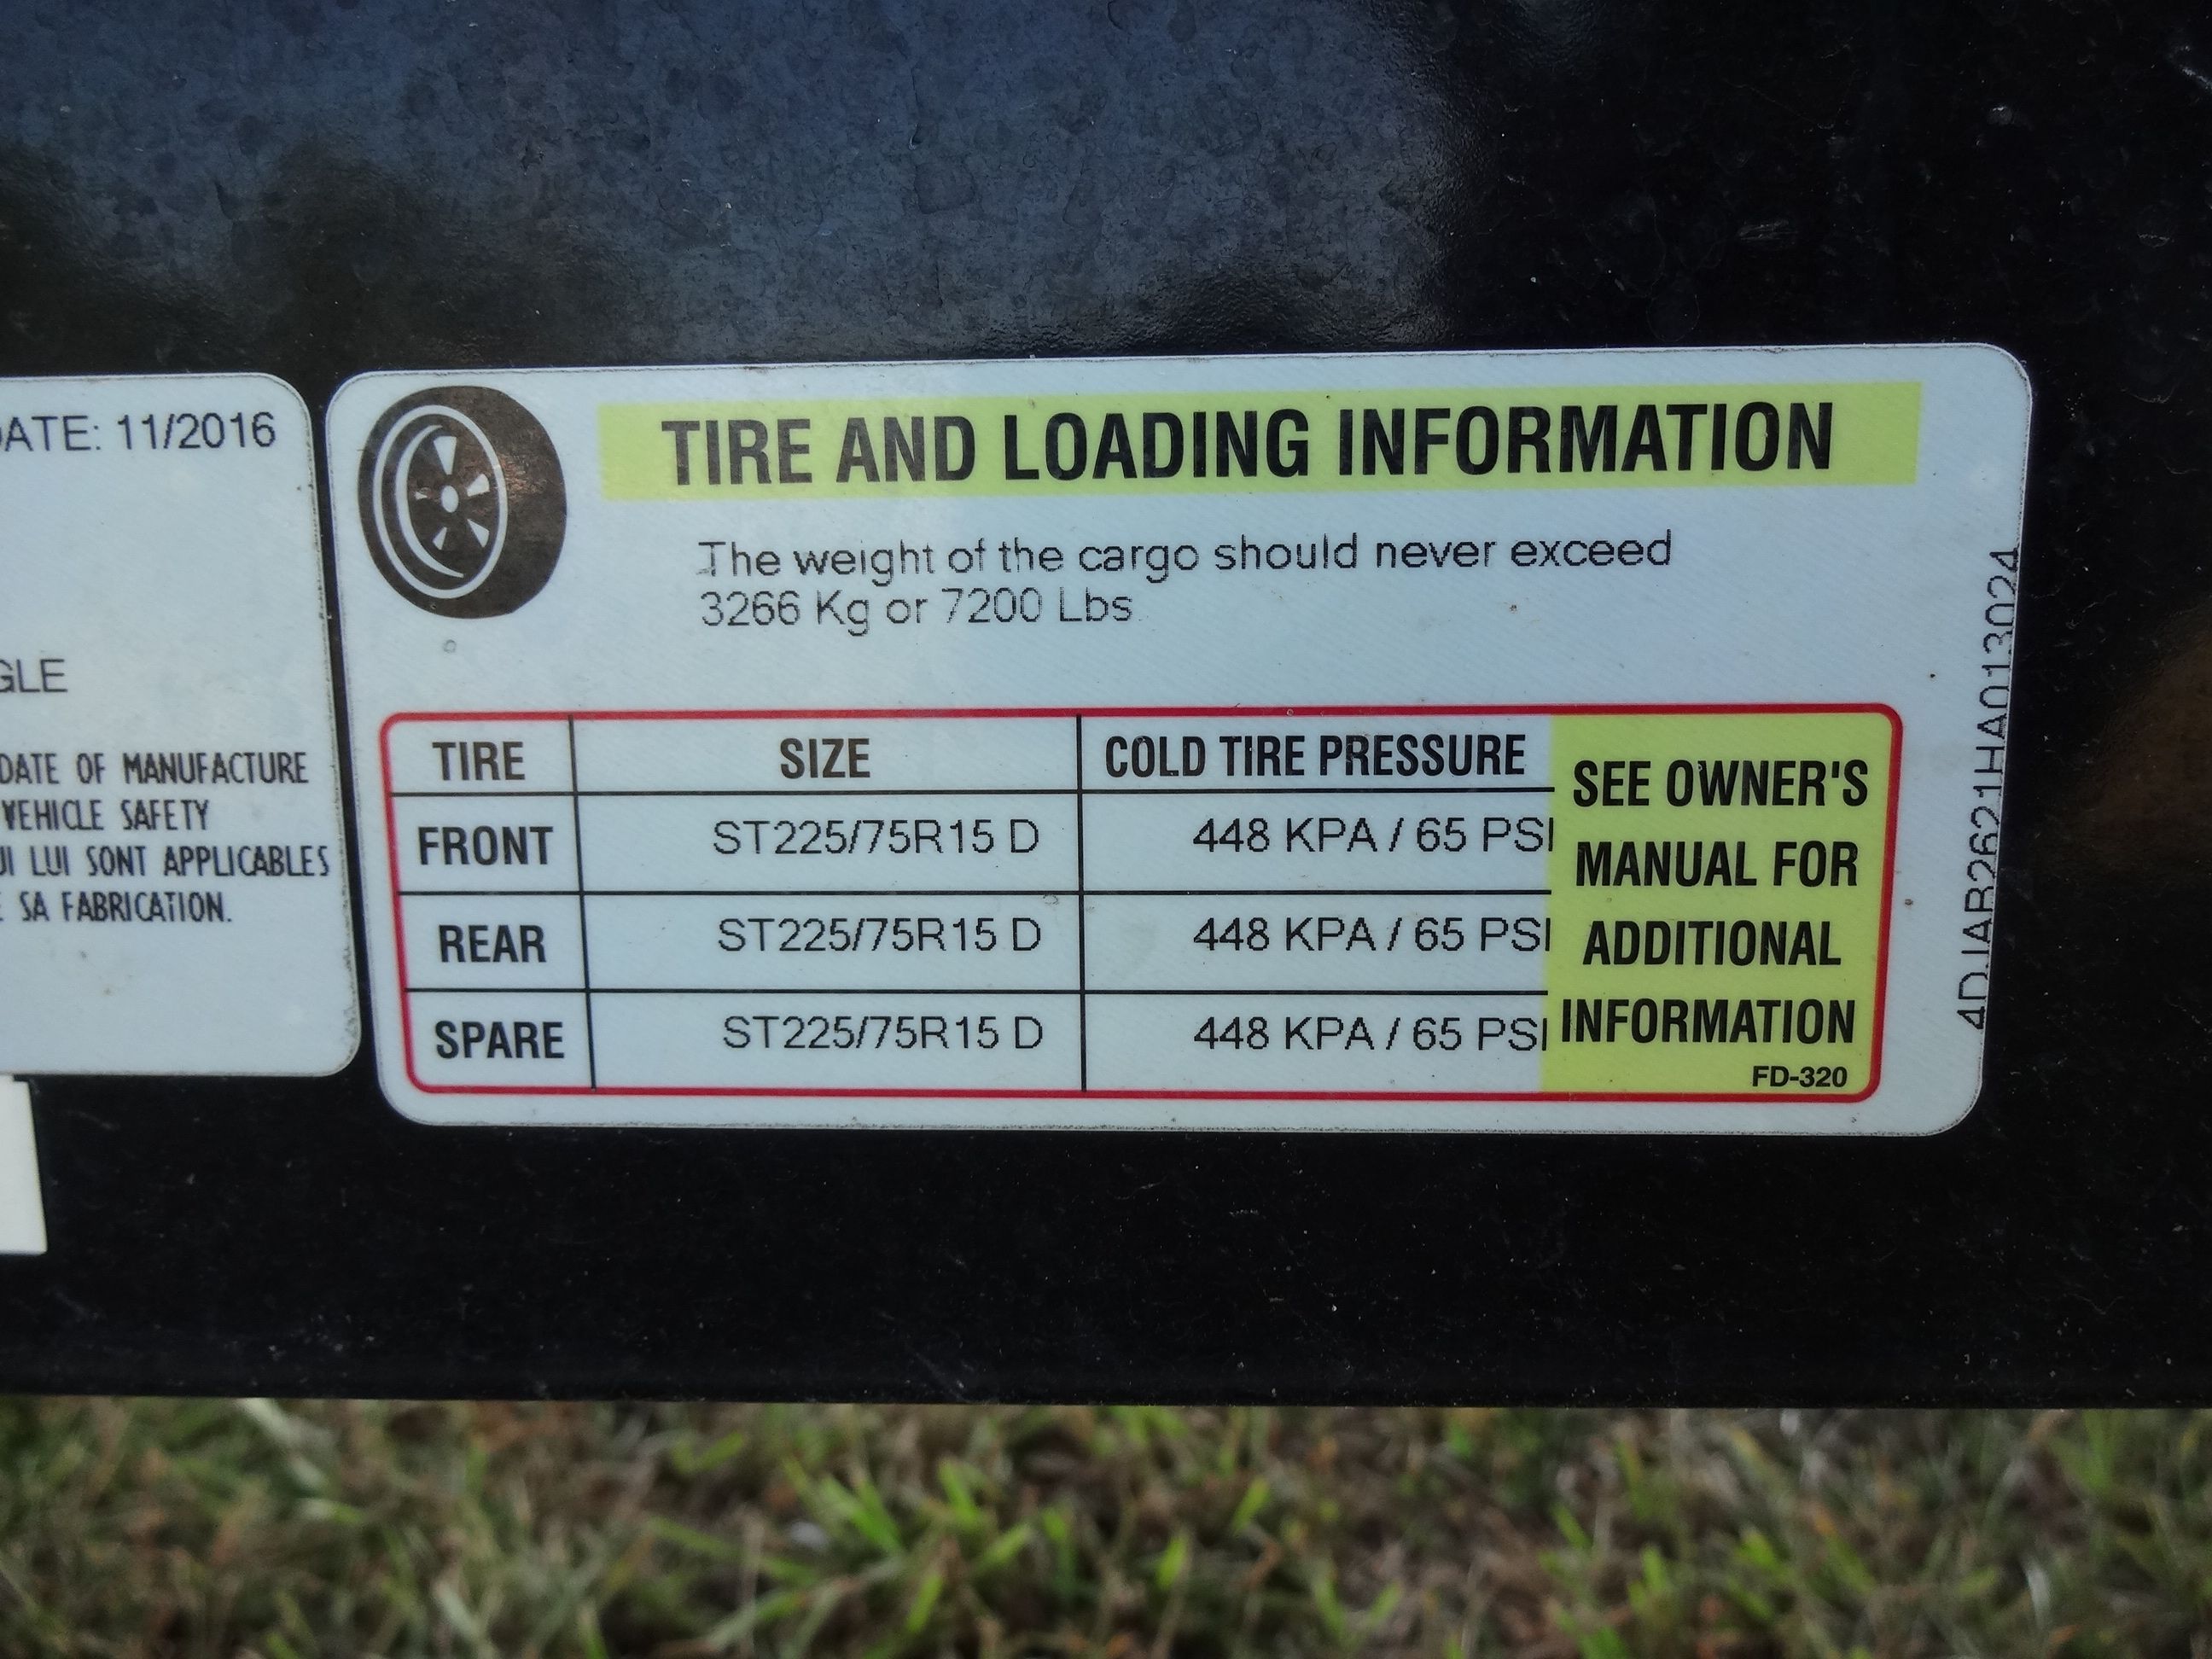 DATE: 11/2016
GLE
DATE OF MANUFACTURE
VEHICLE SAFETY
UI LUI SONT APPLICABLES
E SA FABRICATION.
TIRE AND LOADING INFORMATION
The weight of the cargo should never exceed
3266 Kg or 7200 Lbs
TIRE SIZE COLD TIRE PRESSURE
FRONT ST225/75R15 D 448 KPA / 65 PSI
REAR ST225/75R15 D 448 KPA / 65 PSI
SPARE ST225/75R15 D 448 KPA / 65 PSI
SEE OWNER'S
MANUAL FOR
ADDITIONAL
INFORMATION
FD-320
4DJAB2621HA013024